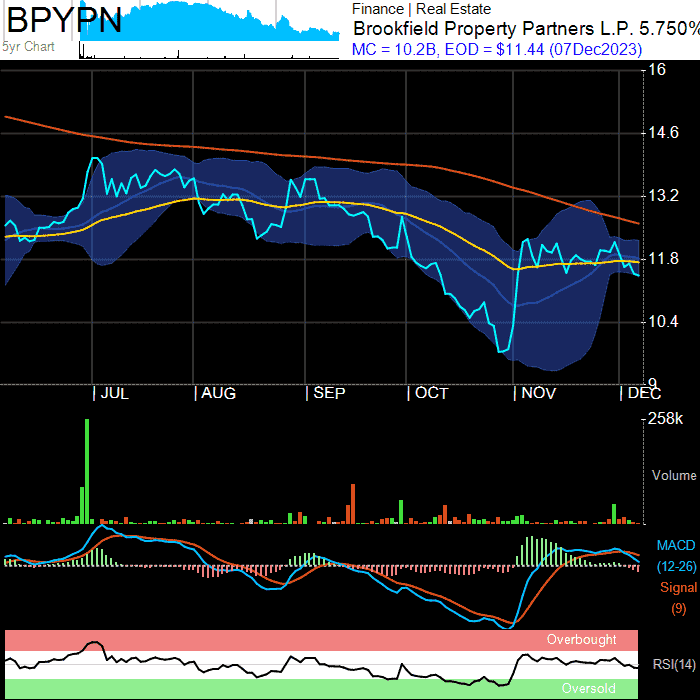 BPYPN
5yr Chart
Finance | Real Estate
Brookfield Property Partners L.P. 5.750%
MC = 10.2B, EOD = $11.44 (07Dec2023)
16
14.6
13.2
11.8
10.4
9
| JUL | AUG | SEP | OCT | NOV | DEC
258k
Volume
MACD
(12-26)
Signal
(9)
Overbought
RSI(14)
Oversold